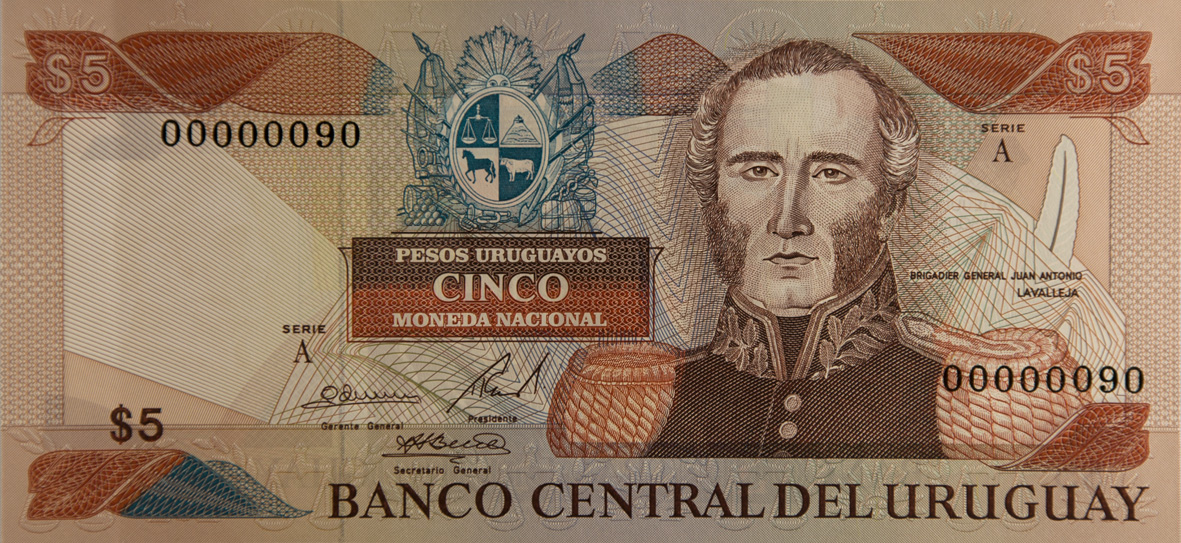 $5
$5
00000090
SERIE
A
PESOS URUGUAYOS
CINCO
MONEDA NACIONAL
BRIGADIER GENERAL JUAN ANTONIO
LAVALLEJA
SERIE
A
00000090
$5
Gerente General
Presidente
Secretario General
BANCO CENTRAL DEL URUGUAY